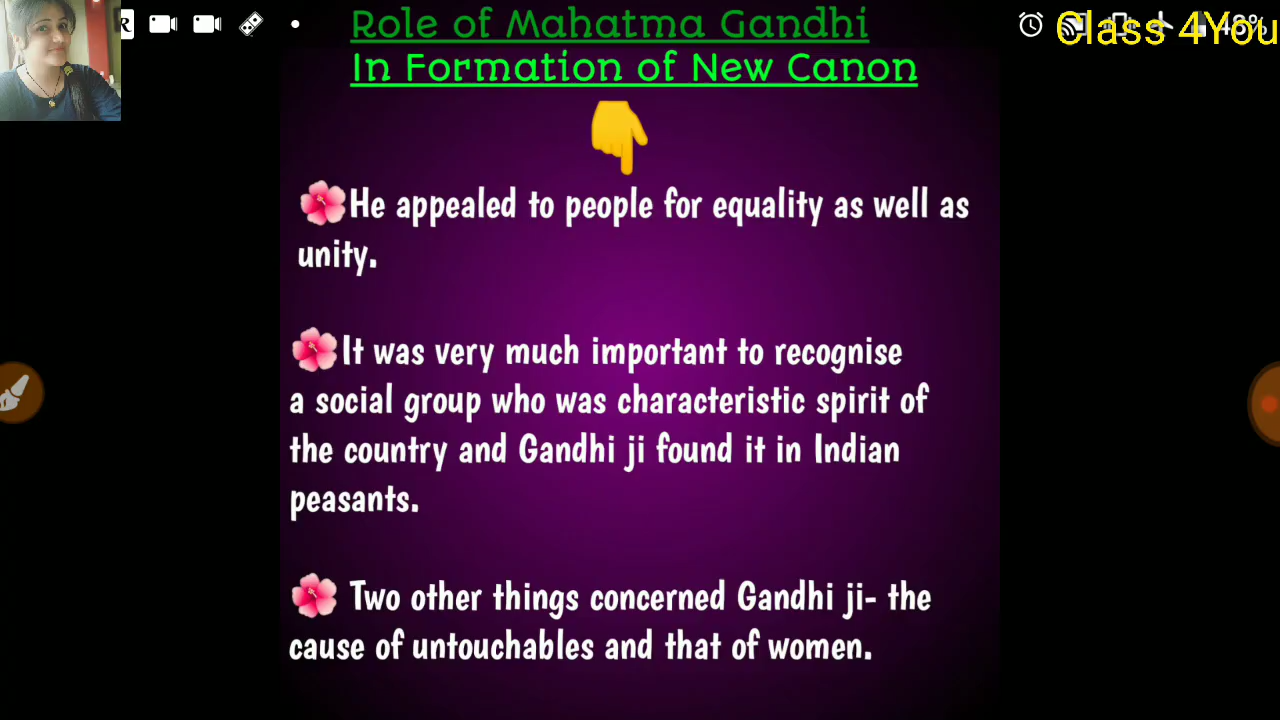 Role of Mahatma Gandhi
Class 4You
In Formation of New Canon
He appealed to people for equality as well as
unity.
It was very much important to recognise
a social group who was characteristic spirit of
the country and Gandhi ji found it in Indian
peasants.
Two other things concerned Gandhi ji- the
cause of untouchables and that of women.